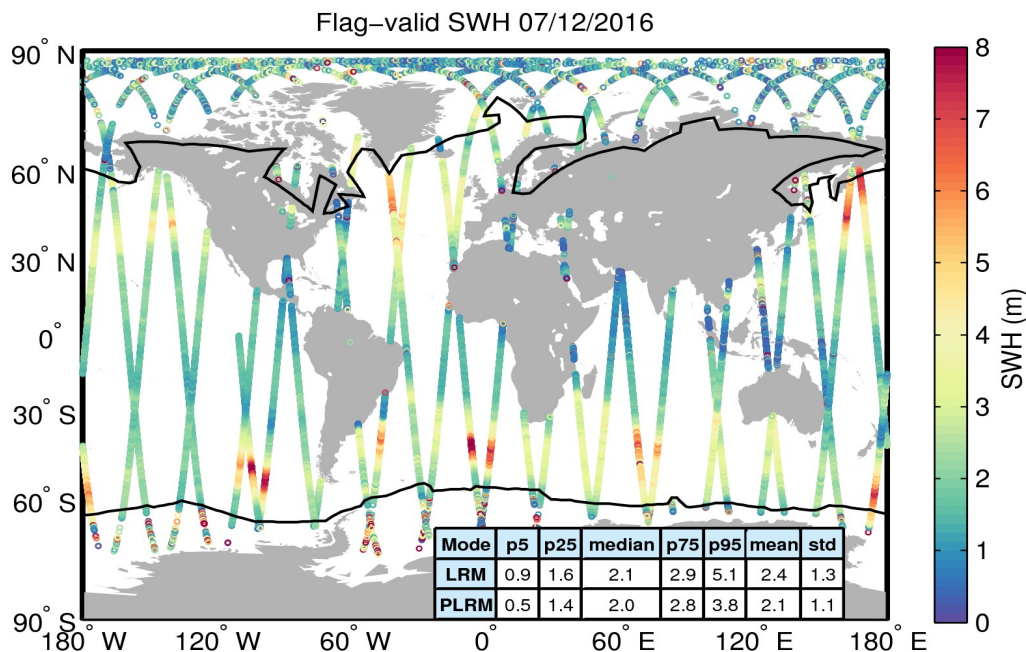 Flag−valid SWH 07/12/2016
90° N
60° N
30° N
0°
30° S
60° S
90° S
180° W
120° W
60° W
0°
60° E
120° E
180° E
Mode p5 p25 median p75 p95 mean std
LRM 0.9 1.6 2.1 2.9 5.1 2.4 1.3
PLRM 0.5 1.4 2.0 2.8 3.8 2.1 1.1
8
7
6
5
4
3
2
1
0
SWH (m)